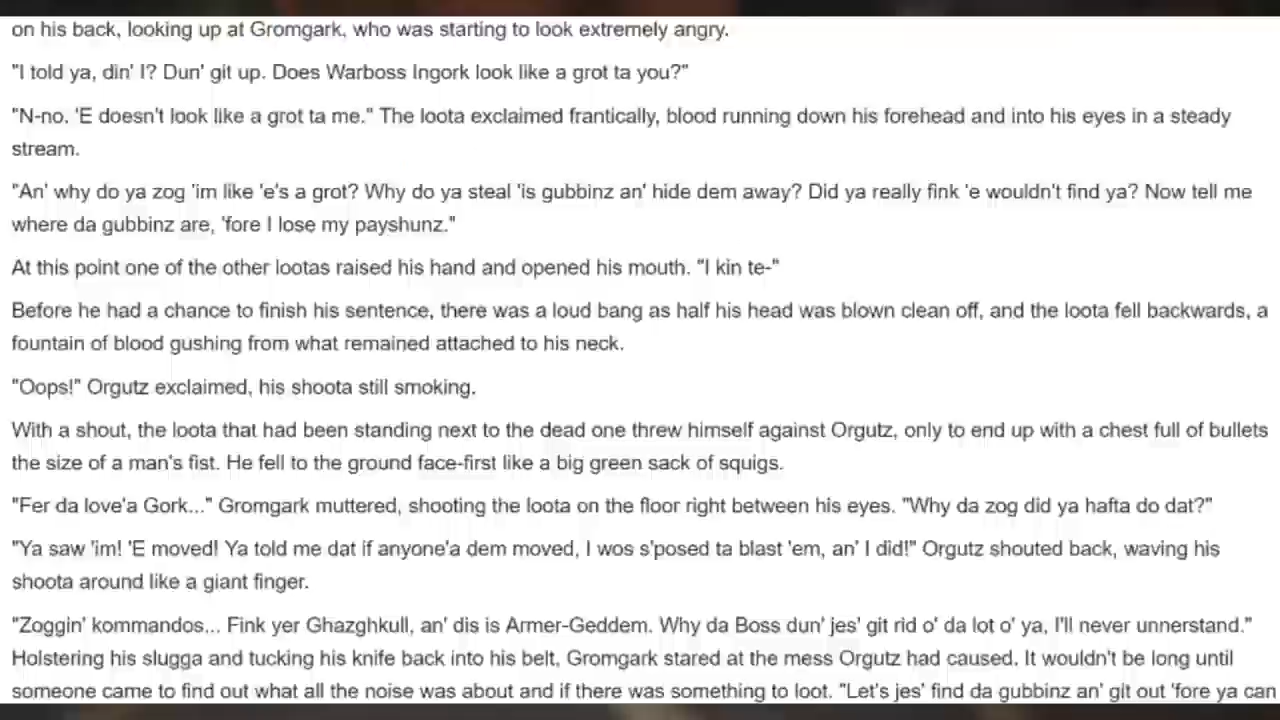 on his back, looking up at Gromgark, who was starting to look extremely angry.
"I told ya, din' I? Dun' git up. Does Warboss Ingork look like a grot ta you?"
"N-no. 'E doesn't look like a grot ta me." The loota exclaimed frantically, blood running down his forehead and into his eyes in a steady
stream.
"An' why do ya zog 'im like 'e's a grot? Why do ya steal 'is gubbinz an' hide dem away? Did ya really fink 'e wouldn't find ya? Now tell me
where da gubbinz are, 'fore I lose my payshunz."
At this point one of the other lootas raised his hand and opened his mouth. "I kin te-"
Before he had a chance to finish his sentence, there was a loud bang as half his head was blown clean off, and the loota fell backwards, a
fountain of blood gushing from what remained attached to his neck.
"Oops!" Orgutz exclaimed, his shoota still smoking.
With a shout, the loota that had been standing next to the dead one threw himself against Orgutz, only to end up with a chest full of bullets
the size of a man's fist. He fell to the ground face-first like a big green sack of squigs.
"Fer da love'a Gork..." Gromgark muttered, shooting the loota on the floor right between his eyes. "Why da zog did ya hafta do dat?"
"Ya saw 'im! 'E moved! Ya told me dat if anyone'a dem moved, I wos s'posed ta blast 'em, an' I did!" Orgutz shouted back, waving his
shoota around like a giant finger.
"Zoggin' kommandos... Fink yer Ghazghkull, an' dis is Armer-Geddem. Why da Boss dun' jes' git rid o' da lot o' ya, I'll never unnerstand."
Holstering his slugga and tucking his knife back into his belt, Gromgark stared at the mess Orgutz had caused. It wouldn't be long until
someone came to find out what all the noise was about and if there was something to loot. "Let's jes' find da gubbinz an' git out 'fore ya can